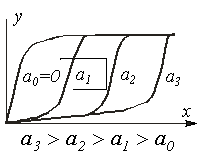 y
a₀=0 a₁ a₂ a₃
x
a₃ > a₂ > a₁ > a₀